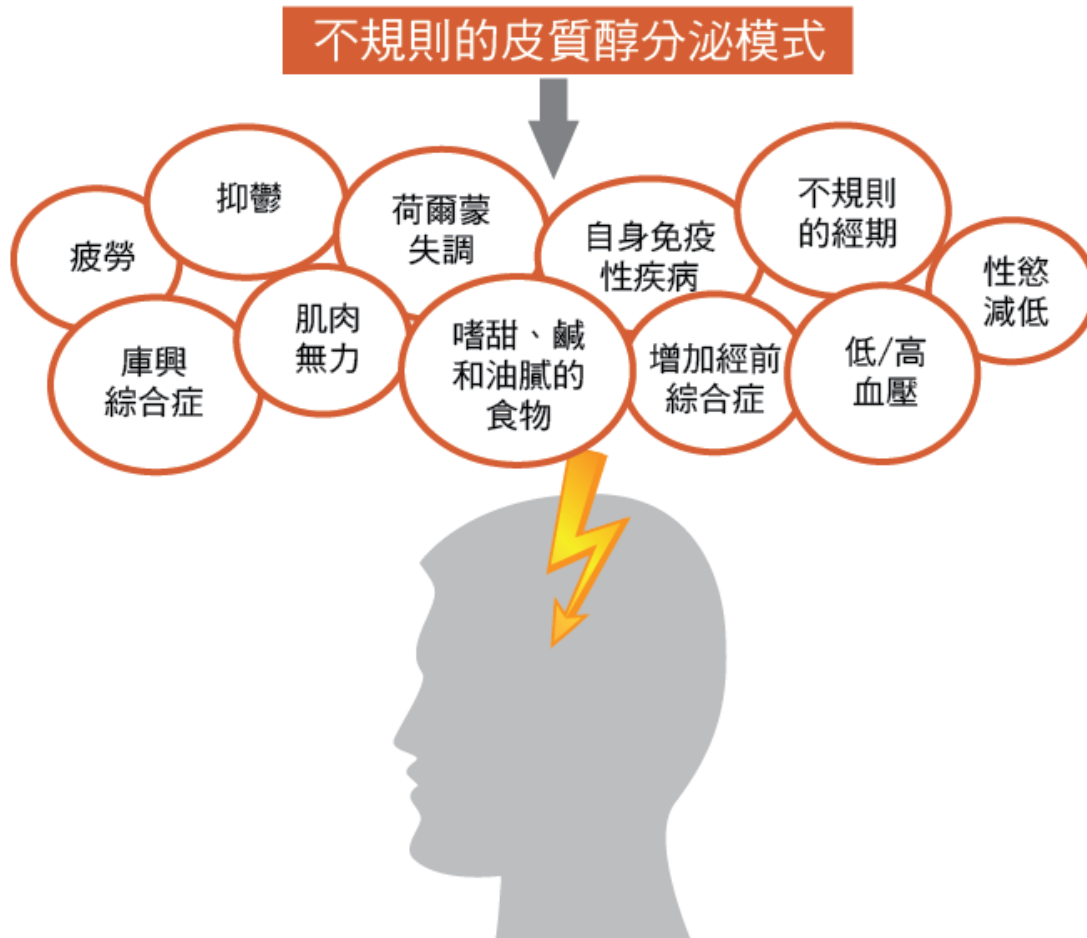 不規則的皮質醇分泌模式
疲勞
抑鬱
荷爾蒙
失調
自身免疫
性疾病
不規則
的經期
性慾
減低
庫興
綜合症
肌肉
無力
嗜甜、鹹
和油膩的
食物
增加經前
綜合症
低/高
血壓